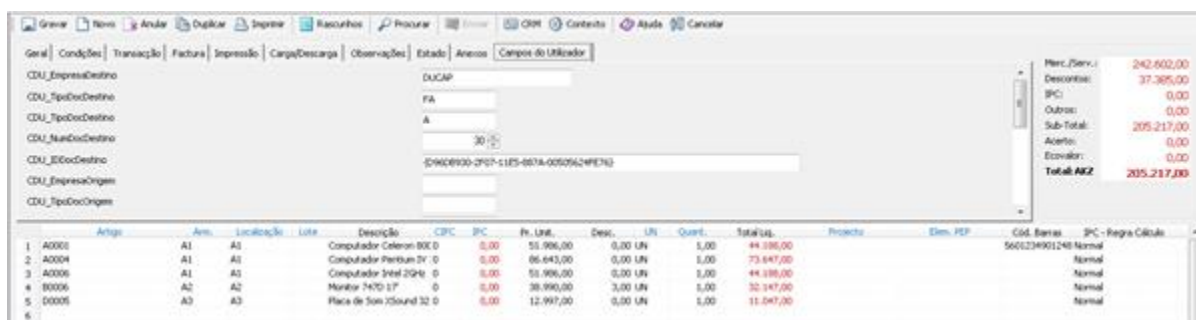 Gravar Novo Anular Duplicar Imprimir Rascunhos Procurar CRM Contexto Ajuda Cancelar
Geral Condições Transacção Factura Impressão Carga/Descarga Observações Estado Anexos Campos do Utilizador
CDU_EmpresaDestino DUCAP
CDU_TipoDocDestino FA
CDU_TipoDocDestino A
CDU_NumDocDestino 30
CDU_IDDocDestino
CDU_EmpresaOrigem
CDU_TipoDocOrigem
Merc./Serv.: 242.602,00
Descontos: 37.385,00
IPC: 0,00
Outros: 0,00
Sub-Total: 205.217,00
Acerto: 0,00
Ecovalor: 0,00
Total: AKZ 205.217,00
Artigo Arm. Localização Lote Descrição CIPC IPC Pr. Unit. Desc. UN Quant. Total Liq. Projecto Elem. PEP Cód. Barras IPC - Regra Cálculo
1 A0001 A1 A1 Computador Celeron 0 0,00 51.986,00 0,00 UN 1,00 44.188,00 5601234901248 Normal
2 A0004 A1 A1 Computador Pentium IV 0 0,00 86.643,00 0,00 UN 1,00 73.647,00 Normal
3 A0006 A1 A1 Computador Intel 2GHz 0 0,00 51.986,00 0,00 UN 1,00 44.188,00 Normal
4 B0006 A2 A2 Monitor 747D 17" 0 0,00 38.990,00 3,00 UN 1,00 32.147,00 Normal
5 D0005 A3 A3 Placa de Som XSound 32 0 0,00 12.997,00 0,00 UN 1,00 11.047,00 Normal
6